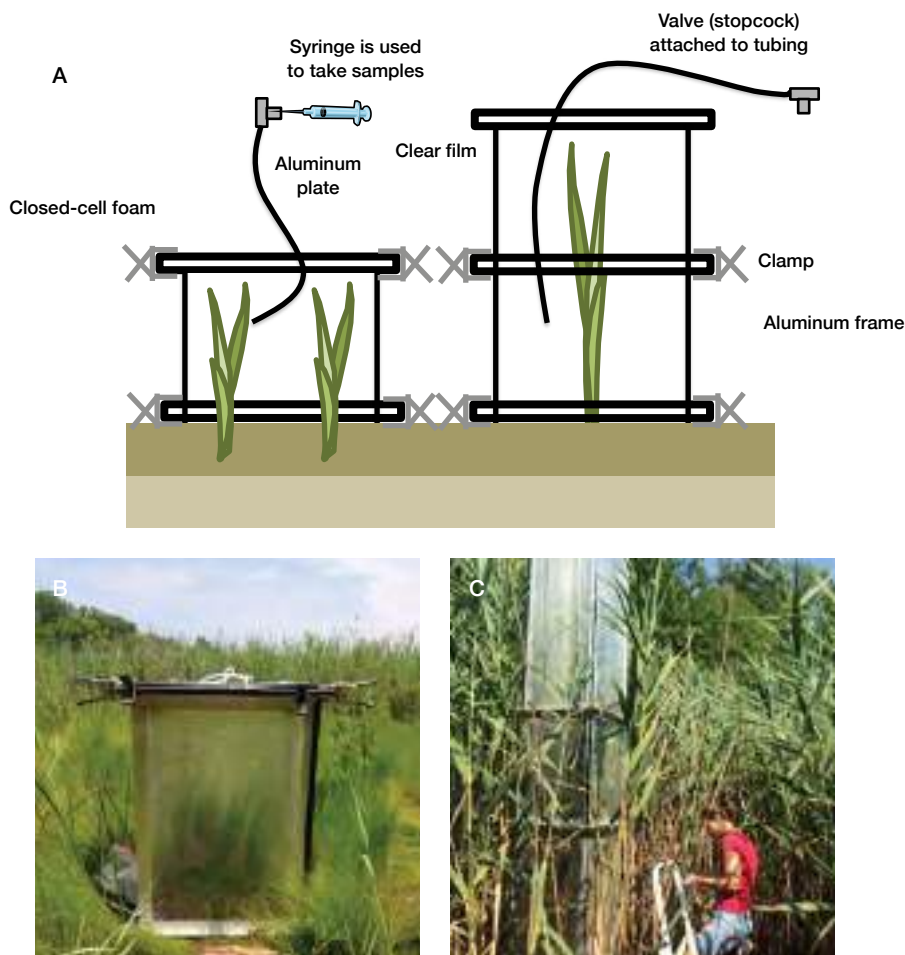 A
Syringe is used
to take samples
Valve (stopcock)
attached to tubing
Aluminum
plate
Clear film
Closed-cell foam
Clamp
Aluminum frame
B
C